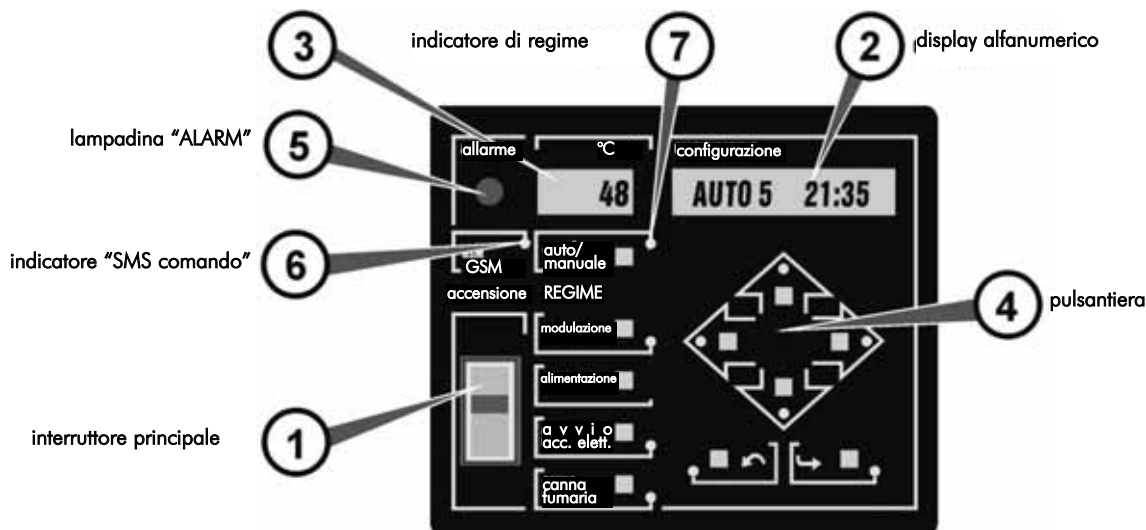 3
indicatore di regime
7
2
display alfanumerico
lampadina “ALARM”
5
allarme
°C
configurazione
48
AUTO 5 21:35
indicatore “SMS comando”
6
GSM
auto/
manuale
accensione
REGIME
modulazione
4
pulsantiera
alimentazione
interruttore principale
1
a v v i o
acc. elett.
canna
fumaria